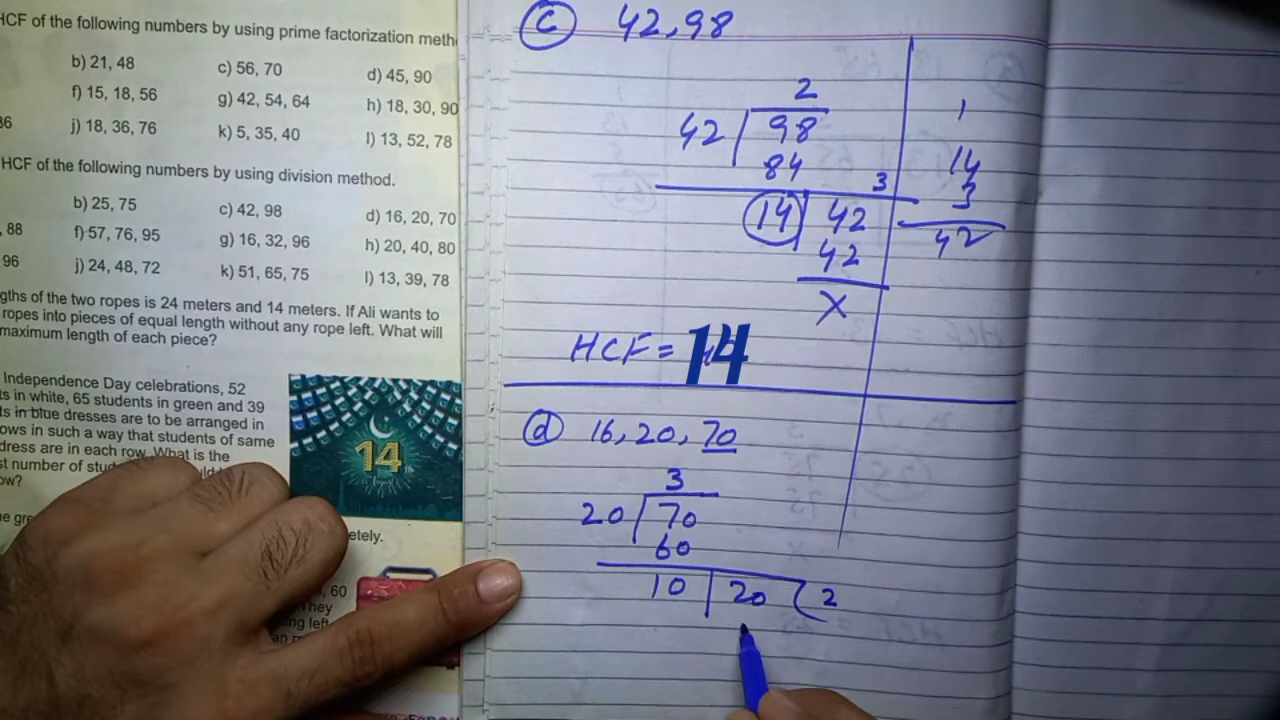 HCF of the following numbers by using prime factorization meth
b) 21, 48
c) 56, 70
d) 45, 90
f) 15, 18, 56
g) 42, 54, 64
h) 18, 30, 90
36
j) 18, 36, 76
k) 5, 35, 40
l) 13, 52, 78
HCF of the following numbers by using division method.
b) 25, 75
c) 42, 98
d) 16, 20, 70
, 88
f) 57, 76, 95
g) 16, 32, 96
h) 20, 40, 80
96
j) 24, 48, 72
k) 51, 65, 75
l) 13, 39, 78
gths of the two ropes is 24 meters and 14 meters. If Ali wants to
ropes into pieces of equal length without any rope left. What will
maximum length of each piece?
Independence Day celebrations, 52
ts in white, 65 students in green and 39
ts in blue dresses are to be arranged in
ows in such a way that students of same
dress are in each row. What is the
st number of stud
ow?
14
he gre
etely.
, 60
They
ng left
an
c 42, 98
2
42 98
84
3
14 42
42
X
1
14
3
42
HCF = 14
d 16, 20, 70
3
20 70
60
10 20 2